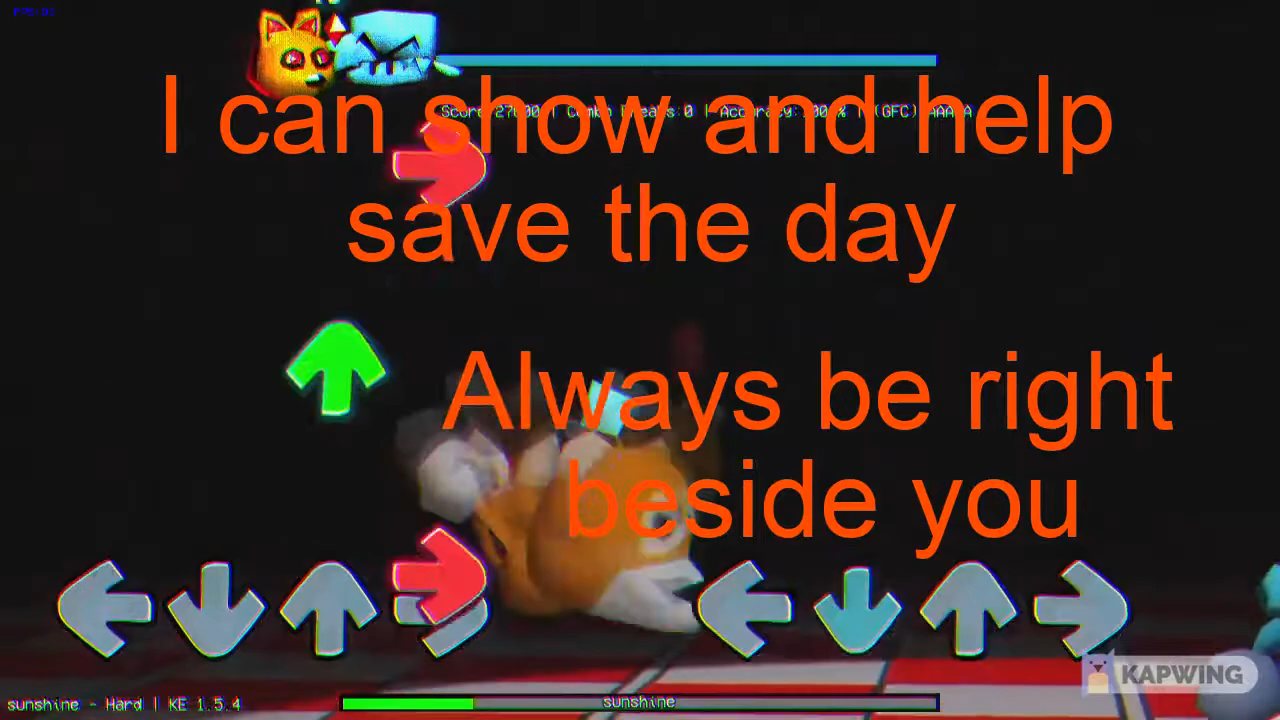 I can show and help
save the day
Always be right
beside you
sunshine - Hard | KE 1.5.4
sunshine
KAPWING